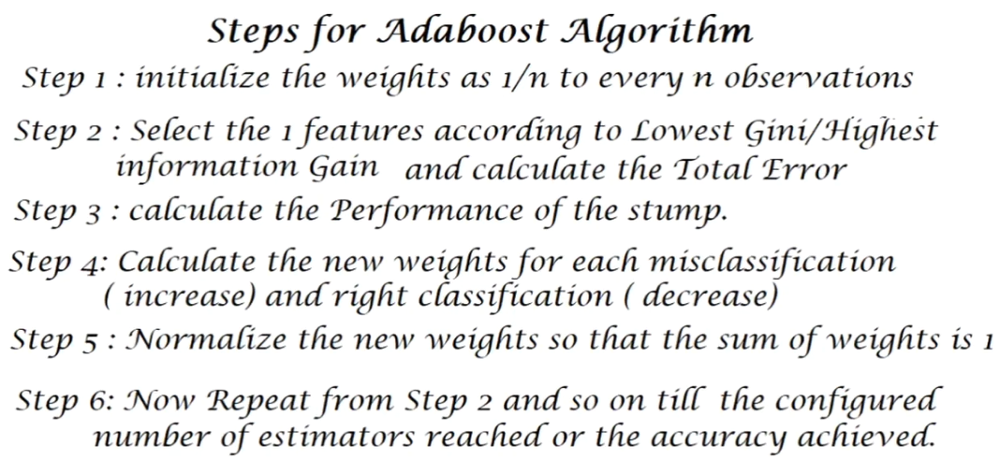 Steps for Adaboost Algorithm
Step 1 : initialize the weights as 1/n to every n observations
Step 2 : Select the 1 features according to Lowest Gini/Highest
information Gain and calculate the Total Error
Step 3 : calculate the Performance of the stump.
Step 4: Calculate the new weights for each misclassification
( increase) and right classification ( decrease)
Step 5 : Normalize the new weights so that the sum of weights is 1
Step 6: Now Repeat from Step 2 and so on till the configured
number of estimators reached or the accuracy achieved.